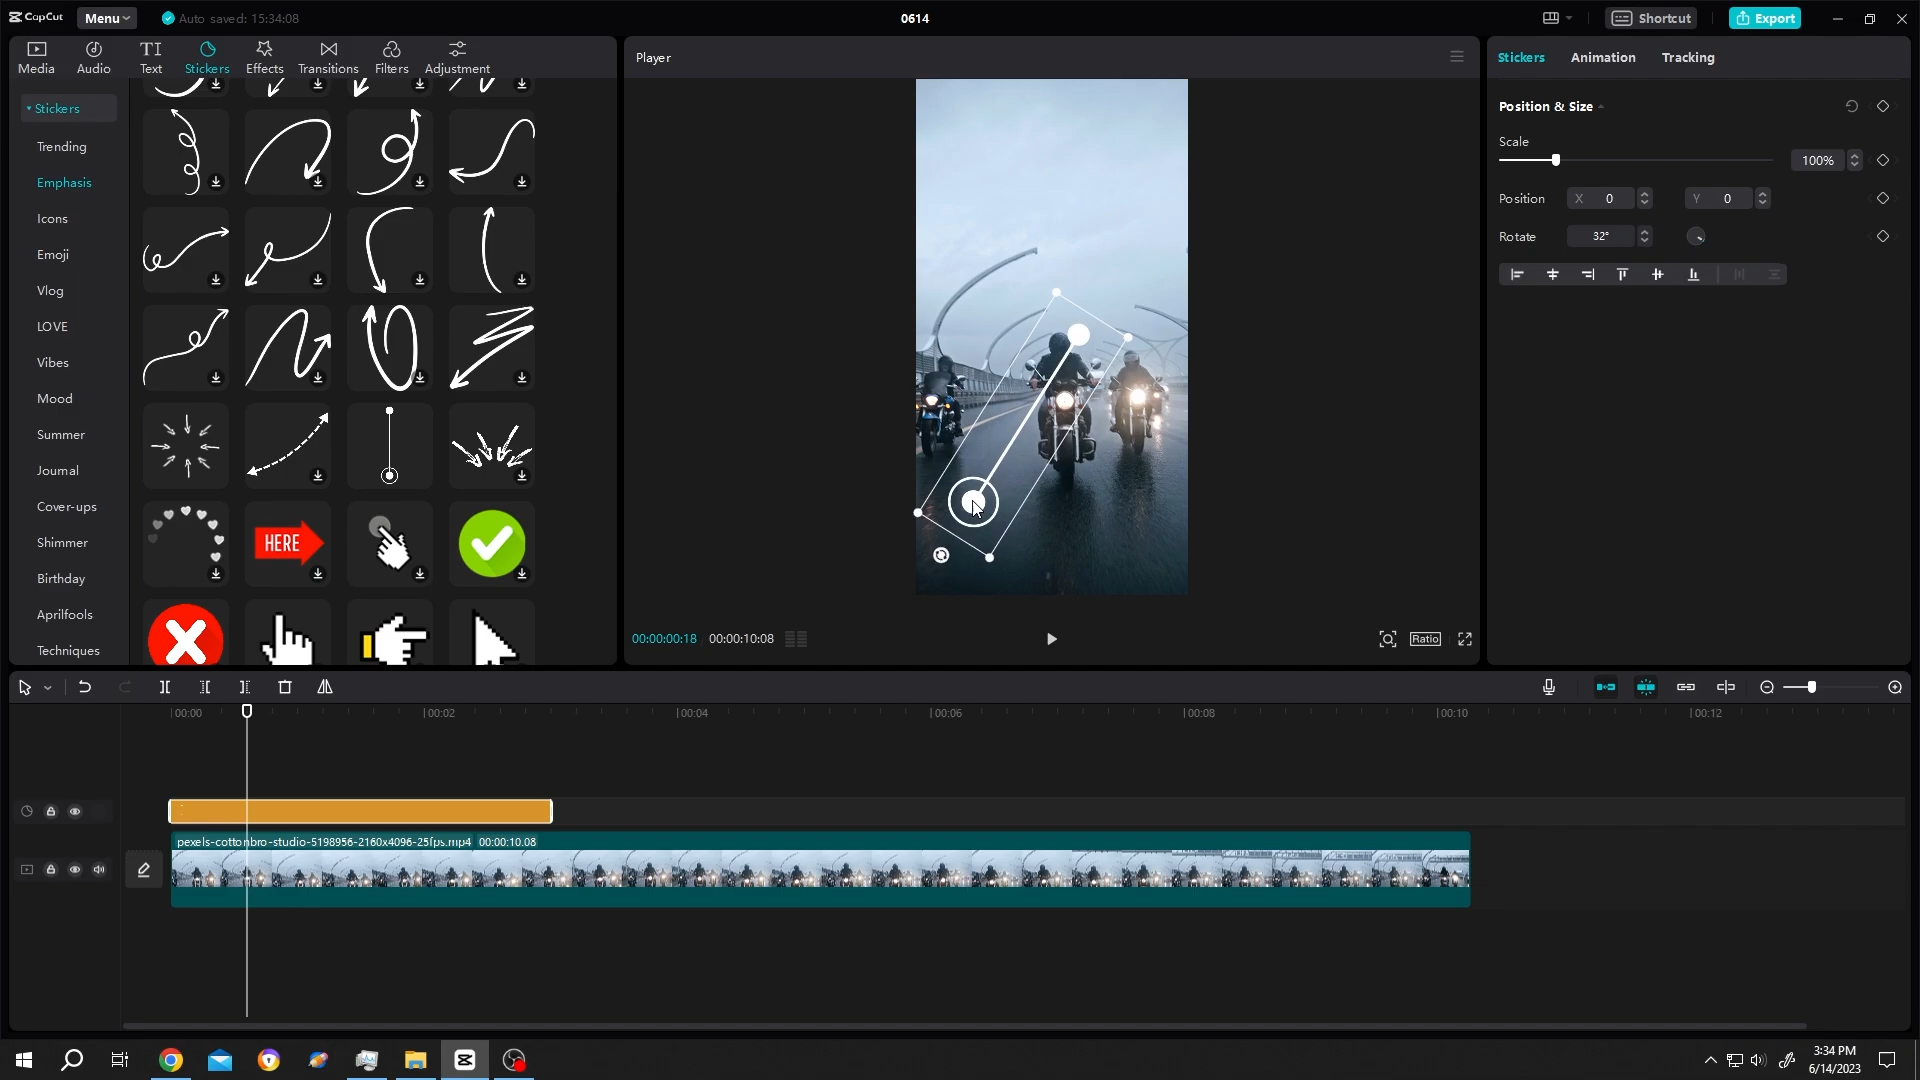 CapCut
Menu
Auto saved: 15:34:08
0614
Shortcut
Export
Media
Audio
TI
Text
Stickers
Effects
Transitions
Filters
Adjustment
Stickers
Trending
Emphasis
Icons
Emoji
Vlog
LOVE
Vibes
Mood
Summer
Journal
Cover-ups
Shimmer
Birthday
Aprilfools
Techniques
HERE
Player
00:00:00:18
00:00:10:08
Ratio
Stickers
Animation
Tracking
Position & Size
Scale
100%
Position
X 0
Y 0
Rotate
32°
00:00
00:02
00:04
00:06
00:08
00:10
00:12
pexels-cottonbro-studio-5198956-2160x4096-25fps.mp4 00:00:10:08
3:34 PM
6/14/2023